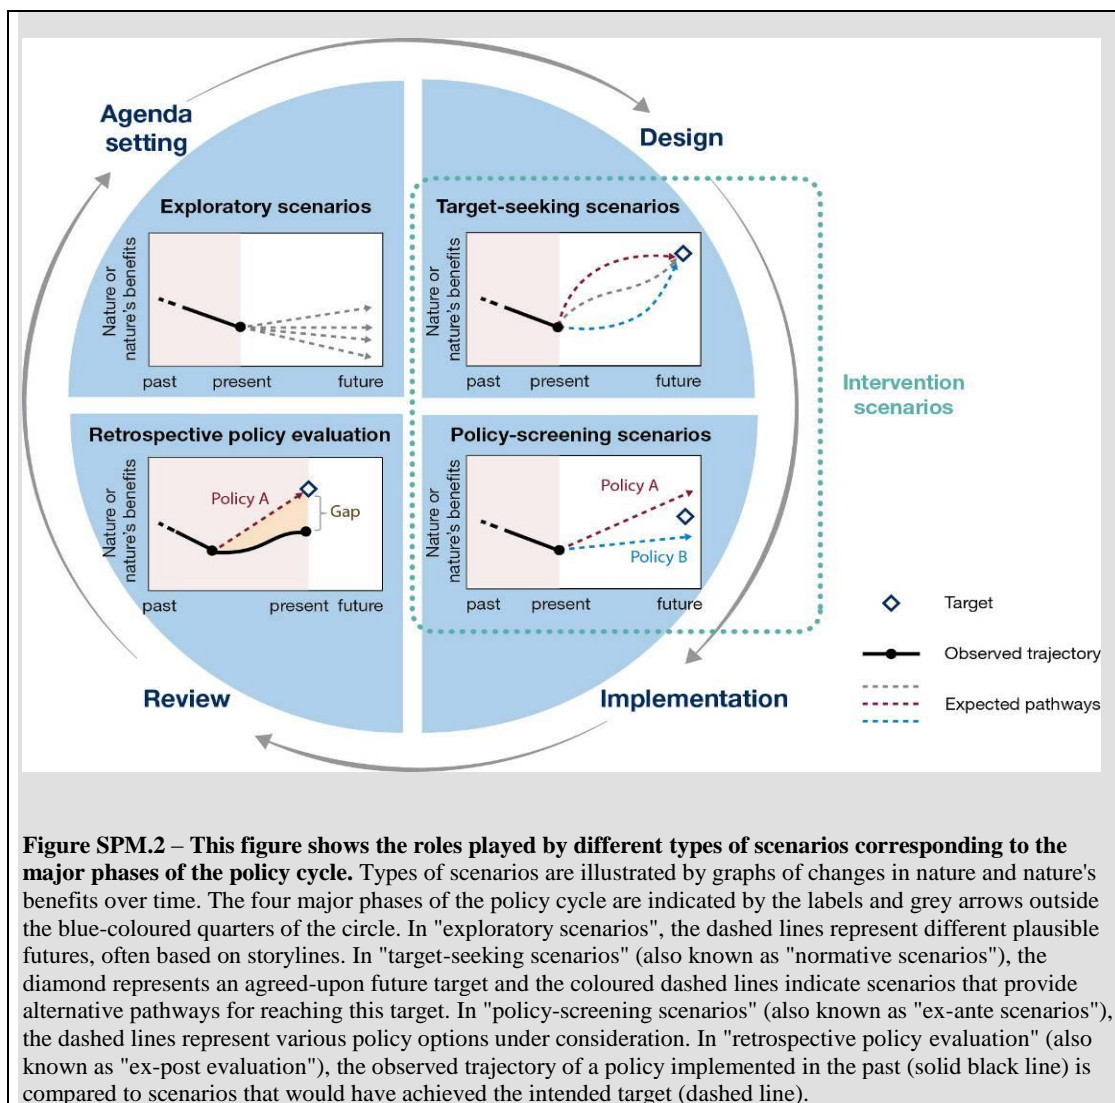 Agenda
setting
Design
Exploratory scenarios
Nature or
nature's benefits
past present future
Target-seeking scenarios
Nature or
nature's benefits
past present future
Intervention
scenarios
Retrospective policy evaluation
Nature or
nature's benefits
Policy A
Gap
past present future
Policy-screening scenarios
Nature or
nature's benefits
Policy A
Policy B
past present future
Review
Implementation
Target
Observed trajectory
Expected pathways
Figure SPM.2 – This figure shows the roles played by different types of scenarios corresponding to the
major phases of the policy cycle. Types of scenarios are illustrated by graphs of changes in nature and nature's
benefits over time. The four major phases of the policy cycle are indicated by the labels and grey arrows outside
the blue-coloured quarters of the circle. In "exploratory scenarios", the dashed lines represent different plausible
futures, often based on storylines. In "target-seeking scenarios" (also known as "normative scenarios"), the
diamond represents an agreed-upon future target and the coloured dashed lines indicate scenarios that provide
alternative pathways for reaching this target. In "policy-screening scenarios" (also known as "ex-ante scenarios"),
the dashed lines represent various policy options under consideration. In "retrospective policy evaluation" (also
known as "ex-post evaluation"), the observed trajectory of a policy implemented in the past (solid black line) is
compared to scenarios that would have achieved the intended target (dashed line).